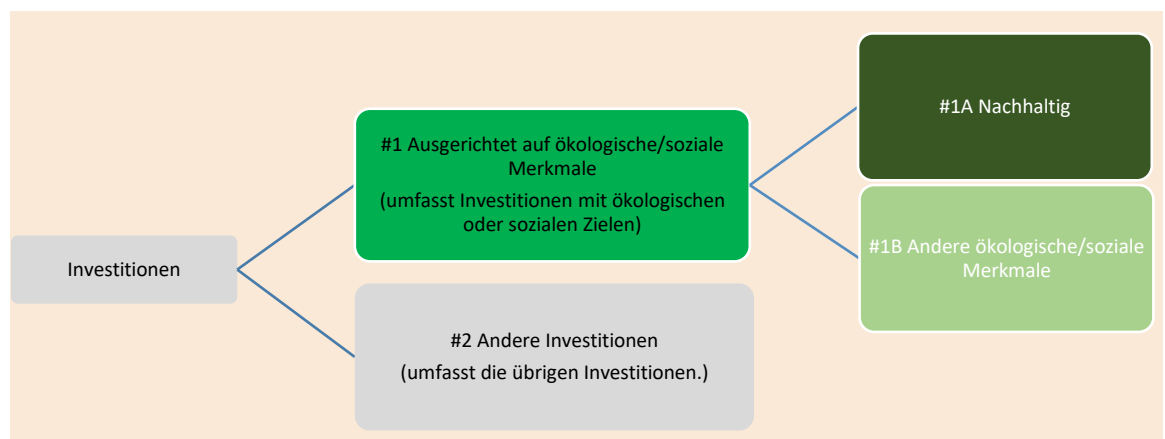 Investitionen
#1 Ausgerichtet auf ökologische/soziale
Merkmale
(umfasst Investitionen mit ökologischen
oder sozialen Zielen)
#2 Andere Investitionen
(umfasst die übrigen Investitionen.)
#1A Nachhaltig
#1B Andere ökologische/soziale
Merkmale